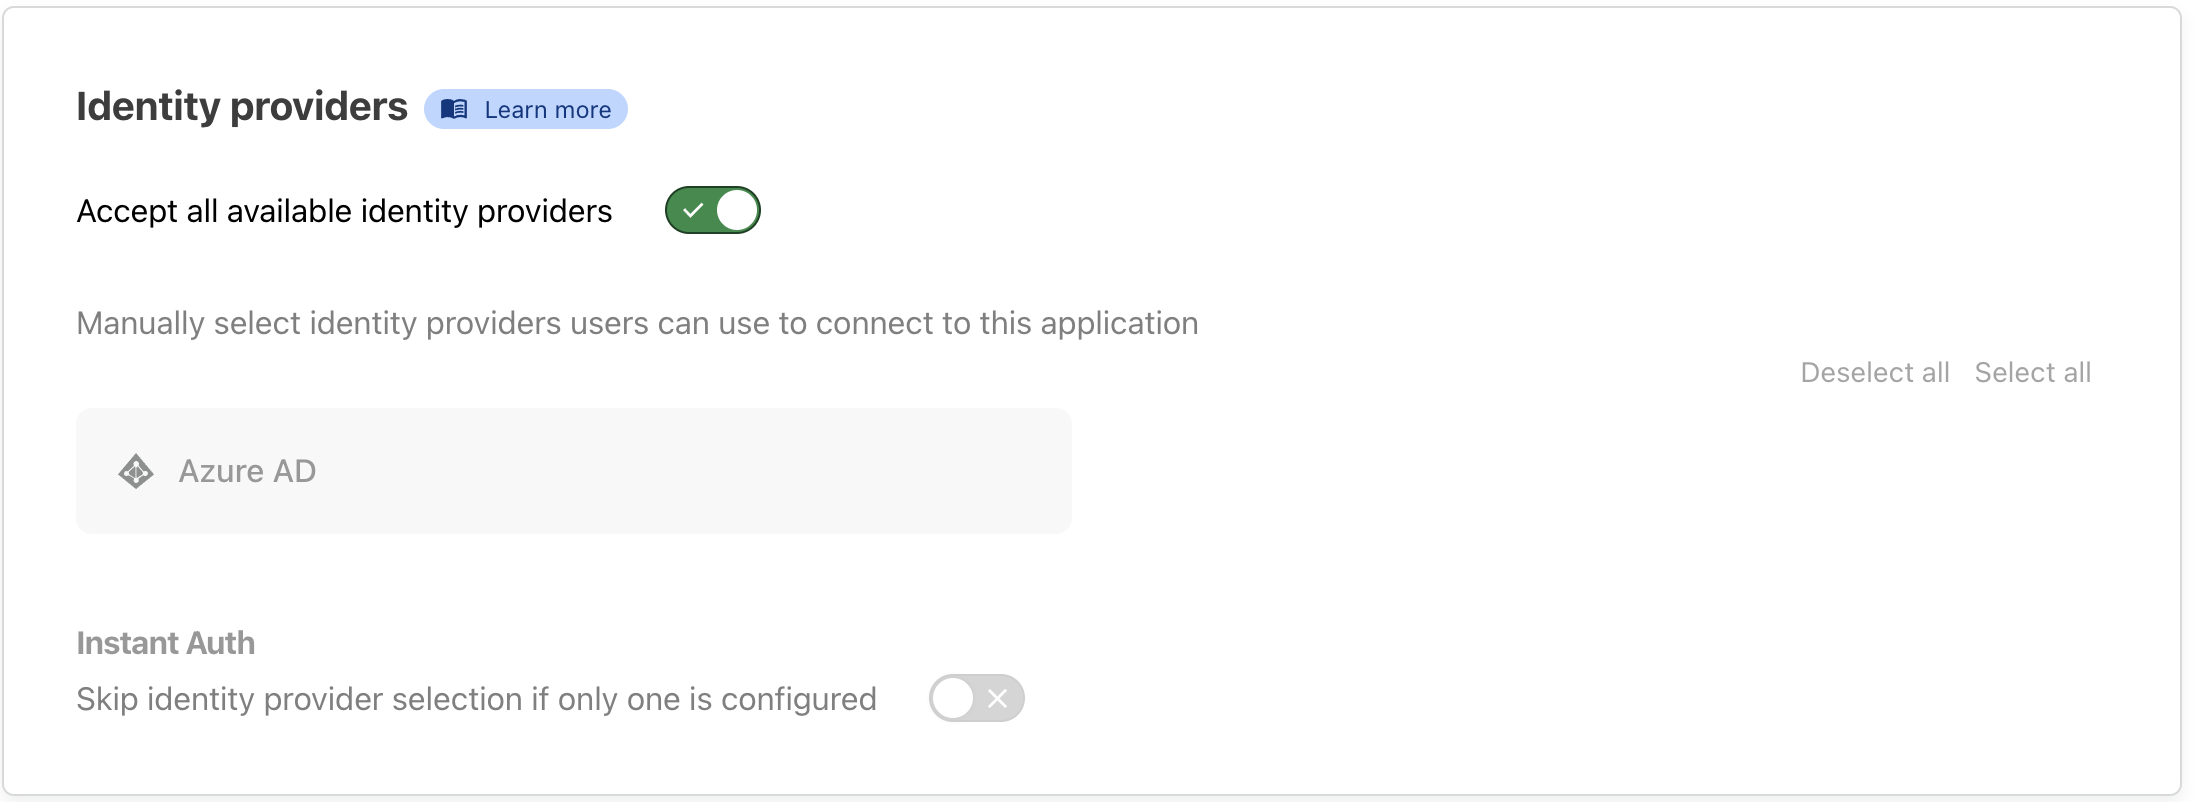 Identity providers
Learn more
Accept all available identity providers
Manually select identity providers users can use to connect to this application
Deselect all Select all
Azure AD
Instant Auth
Skip identity provider selection if only one is configured